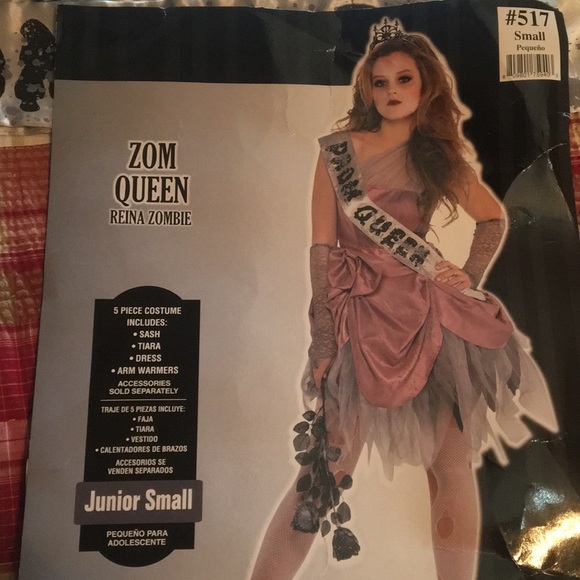 #517
Small
Pequeño
ZOM
QUEEN
REINA ZOMBIE
PROM QUEEN
5 PIECE COSTUME
INCLUDES:
• SASH
• TIARA
• DRESS
• ARM WARMERS
ACCESSORIES
SOLD SEPARATELY
TRAJE DE 5 PIEZAS INCLUYE:
• FAJA
• TIARA
• VESTIDO
• CALENTADORES DE BRAZOS
ACCESORIOS SE
VENDEN SEPARADOS
Junior Small
PEQUEÑO PARA
ADOLESCENTE